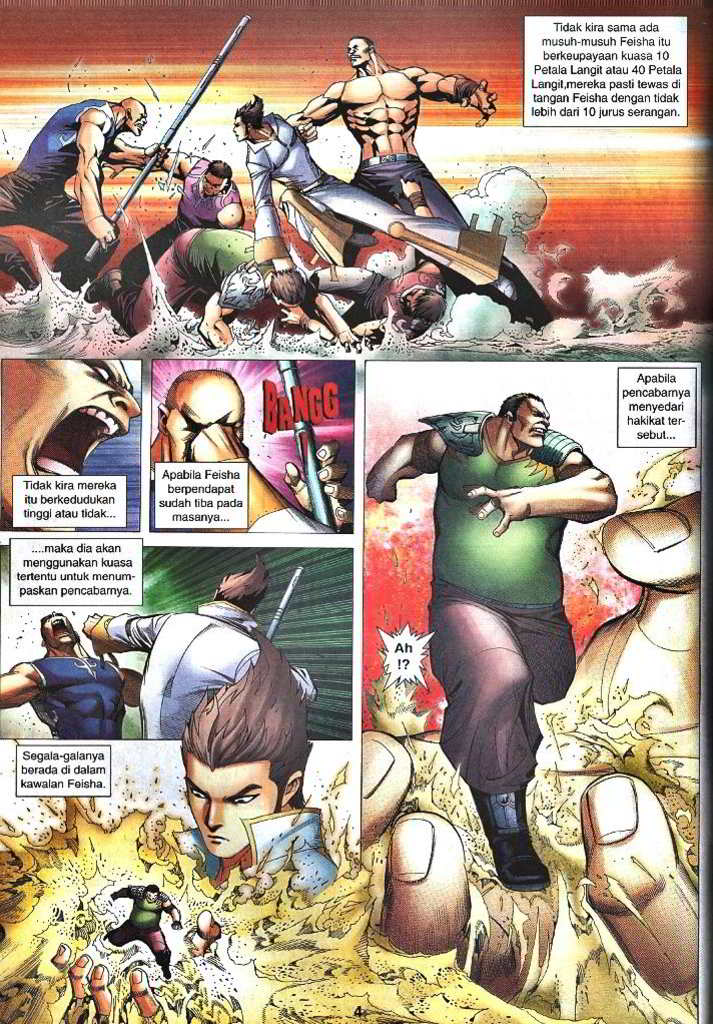 Tidak kira sama ada
musuh-musuh Feisha itu
berkeupayaan kuasa 10
Petala Langit atau 40 Petala
Langit,mereka pasti tewas di
tangan Feisha dengan tidak
lebih dari 10 jurus serangan.
Tidak kira mereka
itu berkedudukan
tinggi atau tidak...
BANGG
Apabila Feisha
berpendapat
sudah tiba pada
masanya...
Apabila
pencabarnya
menyedari
hakikat ter-
sebut...
....maka dia akan
menggunakan kuasa
tertentu untuk menum-
paskan pencabarnya.
Ah
!?
Segala-galanya
berada di dalam
kawalan Feisha.
4